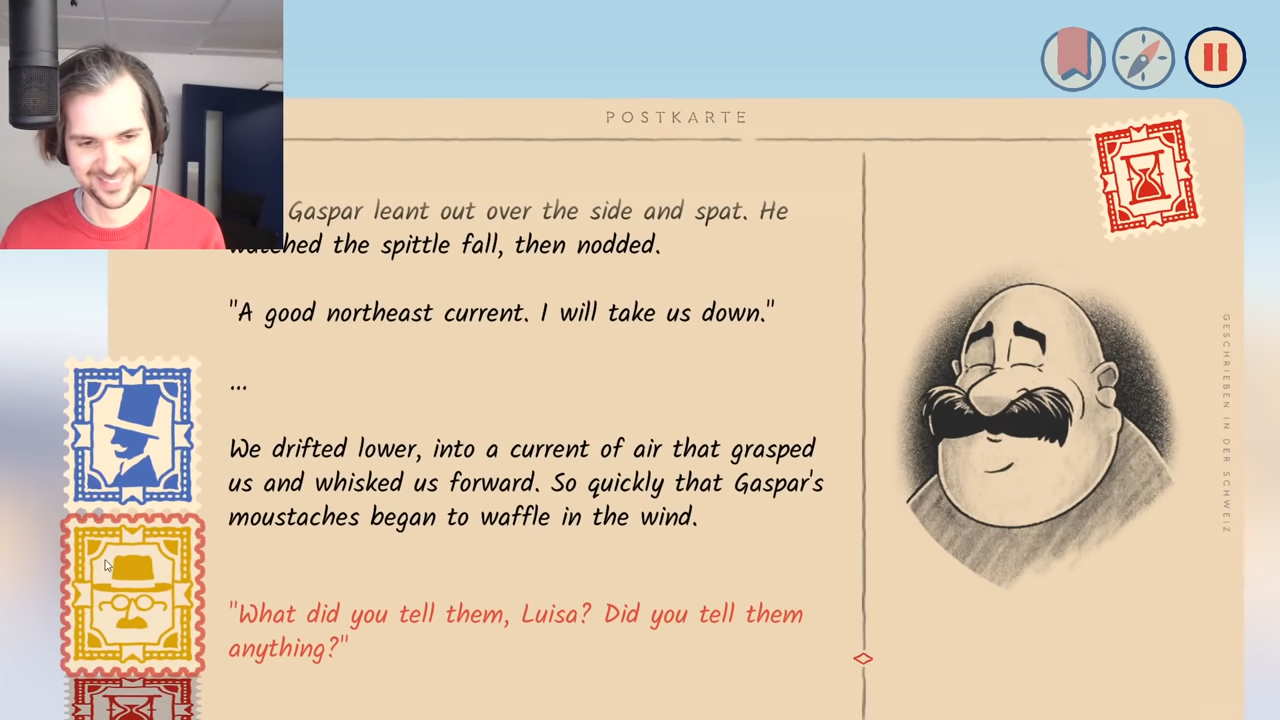 POSTKARTE
Gaspar leant out over the side and spat. He
watched the spittle fall, then nodded.
"A good northeast current. I will take us down."
...
We drifted lower, into a current of air that grasped
us and whisked us forward. So quickly that Gaspar's
moustaches began to waffle in the wind.
"What did you tell them, Luisa? Did you tell them
anything?"
GESCHRIEBEN IN DER SCHWEIZ